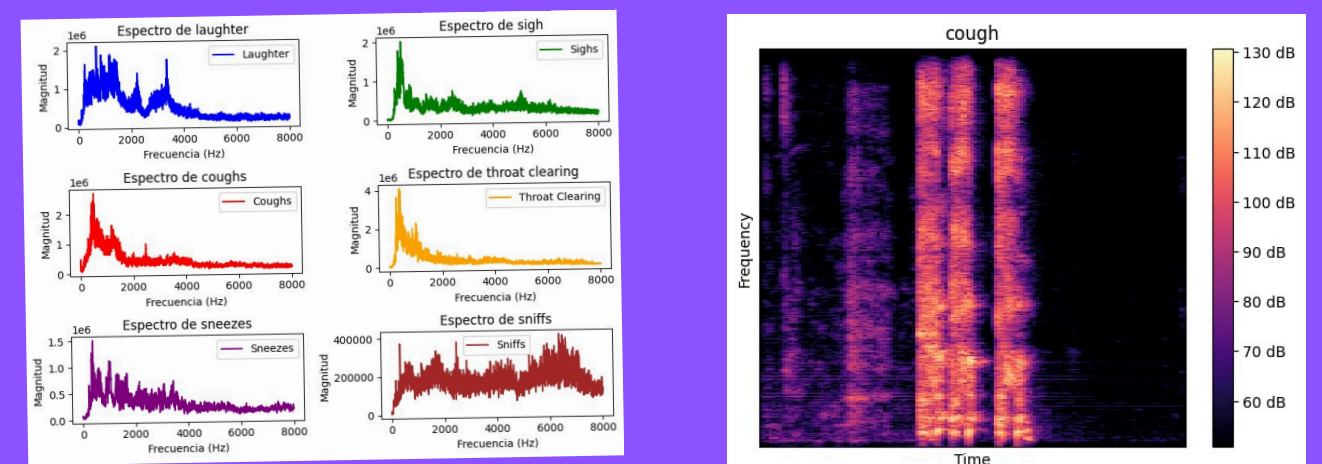 Espectro de laughter
1e6
2
1
0
Magnitud
Laughter
0 2000 4000 6000 8000
Frecuencia (Hz)
Espectro de sigh
1e6
2
1
0
Magnitud
Sighs
0 2000 4000 6000 8000
Frecuencia (Hz)
Espectro de coughs
1e6
2
1
0
Magnitud
Coughs
0 2000 4000 6000 8000
Frecuencia (Hz)
Espectro de throat clearing
1e6
4
2
0
Magnitud
Throat Clearing
0 2000 4000 6000 8000
Frecuencia (Hz)
Espectro de sneezes
1e6
1.5
1.0
0.5
0.0
Magnitud
Sneezes
0 2000 4000 6000 8000
Frecuencia (Hz)
Espectro de sniffs
400000
200000
0
Magnitud
Sniffs
0 2000 4000 6000 8000
Frecuencia (Hz)
cough
Frequency
Time
130 dB
120 dB
110 dB
100 dB
90 dB
80 dB
70 dB
60 dB